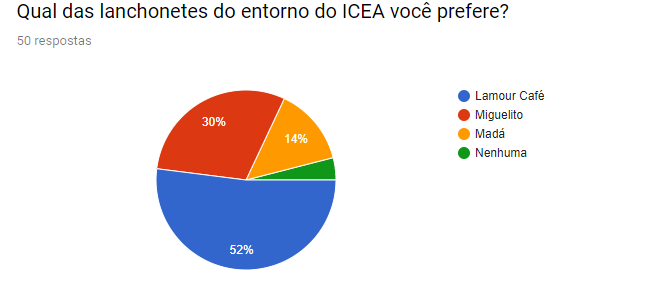 Qual das lanchonetes do entorno do ICEA você prefere?
50 respostas
Lamour Café
Miguelito
Madá
Nenhuma
30%
14%
52%